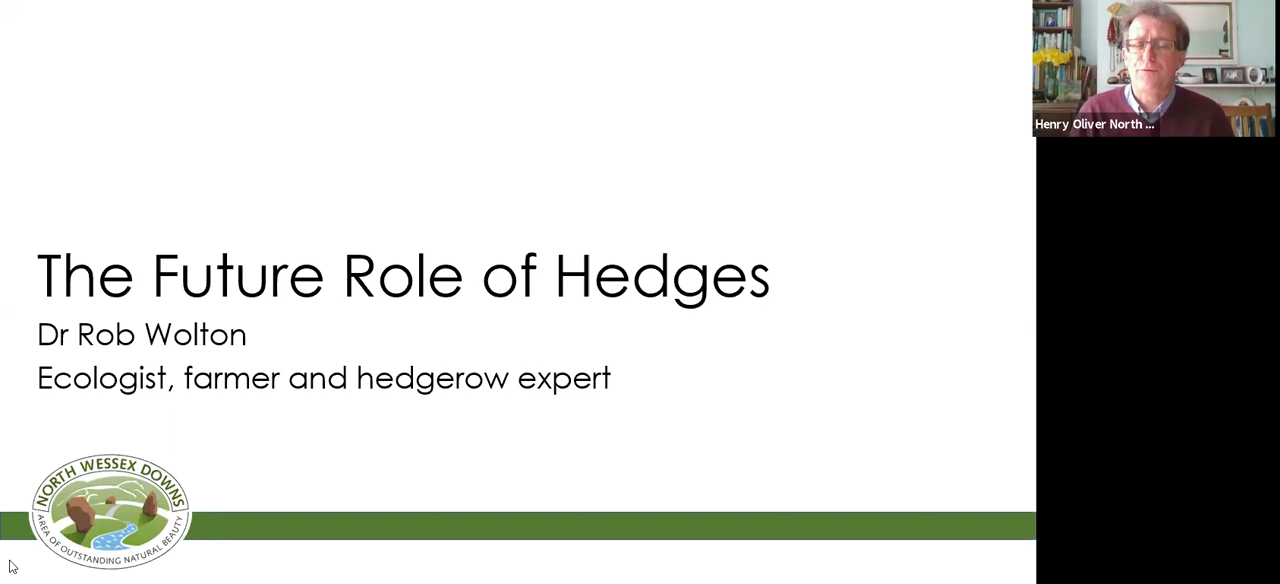 The Future Role of Hedges
Dr Rob Wolton
Ecologist, farmer and hedgerow expert
NORTH WESSEX DOWNS
AREA OF OUTSTANDING NATURAL BEAUTY
Henry Oliver North ...